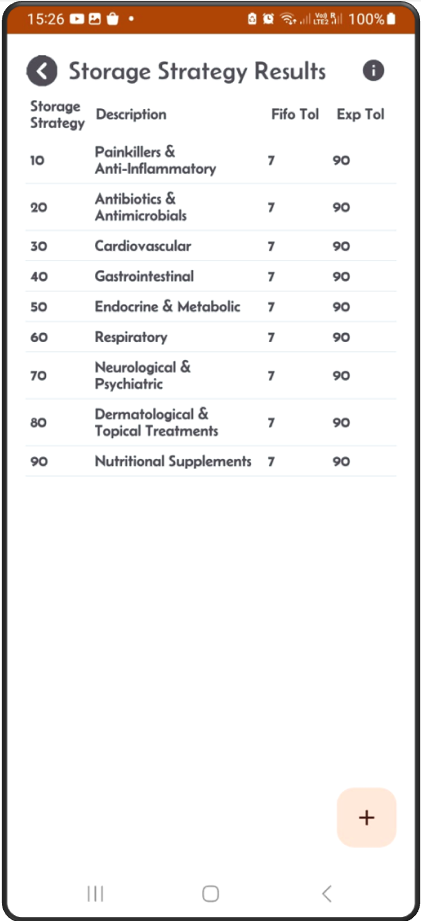 15:26
Vo) R
LTE2
100%
Storage Strategy Results
Storage Strategy Description Fifo Tol Exp Tol
10 Painkillers & Anti-Inflammatory 7 90
20 Antibiotics & Antimicrobials 7 90
30 Cardiovascular 7 90
40 Gastrointestinal 7 90
50 Endocrine & Metabolic 7 90
60 Respiratory 7 90
70 Neurological & Psychiatric 7 90
80 Dermatological & Topical Treatments 7 90
90 Nutritional Supplements 7 90
+